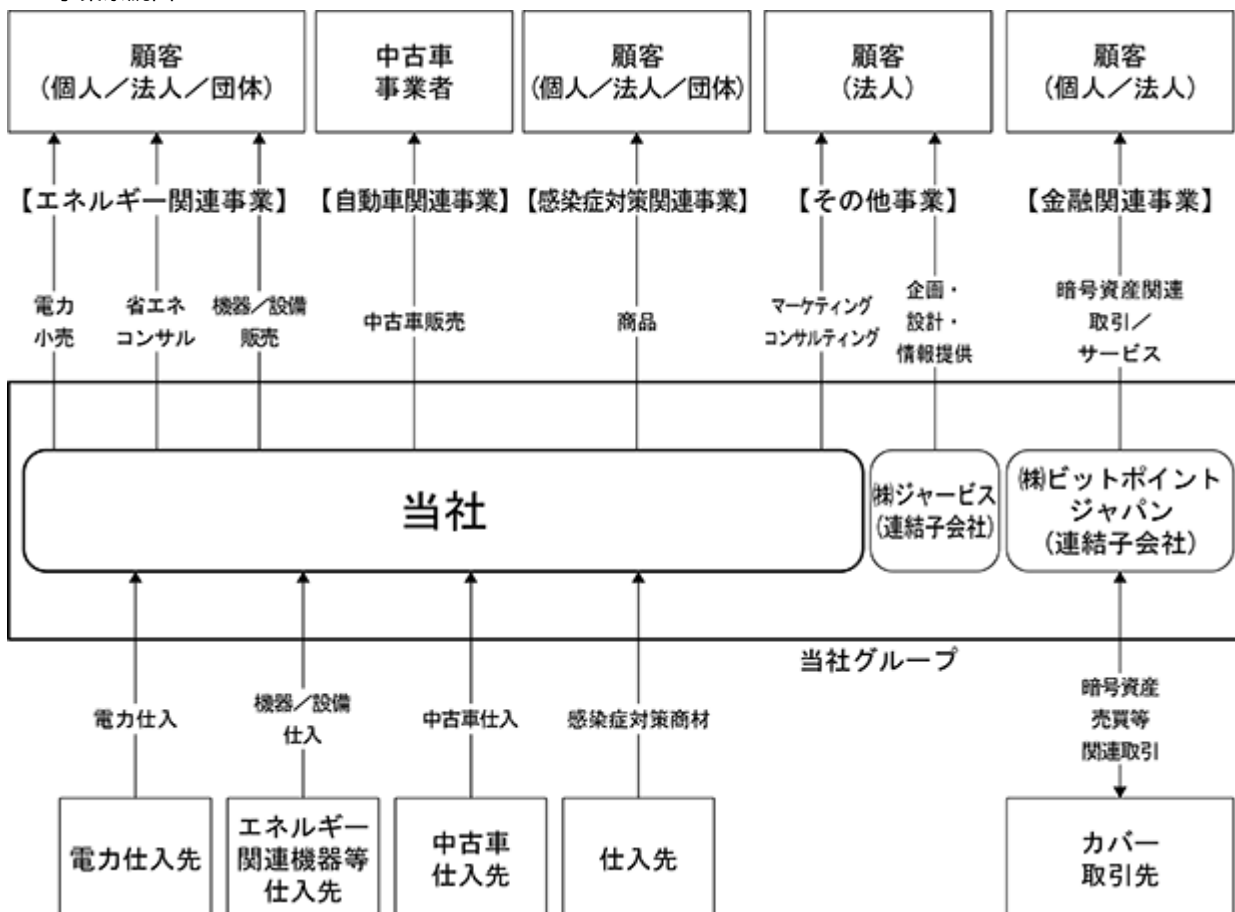 顧客
(個人／法人／団体)
中古車
事業者
顧客
(個人／法人／団体)
顧客
(法人)
顧客
(個人／法人)
【エネルギー関連事業】
【自動車関連事業】
【感染症対策関連事業】
【その他事業】
【金融関連事業】
電力
小売
省エネ
コンサル
機器／設備
販売
中古車販売
商品
マーケティング
コンサルティング
企画・
設計・
情報提供
暗号資産関連
取引／
サービス
当社
㈱ジャービス
(連結子会社)
㈱ビットポイント
ジャパン
(連結子会社)
当社グループ
電力仕入
機器／設備
仕入
中古車仕入
感染症対策商材
暗号資産
売買等
関連取引
電力仕入先
エネルギー
関連機器等
仕入先
中古車
仕入先
仕入先
カバー
取引先